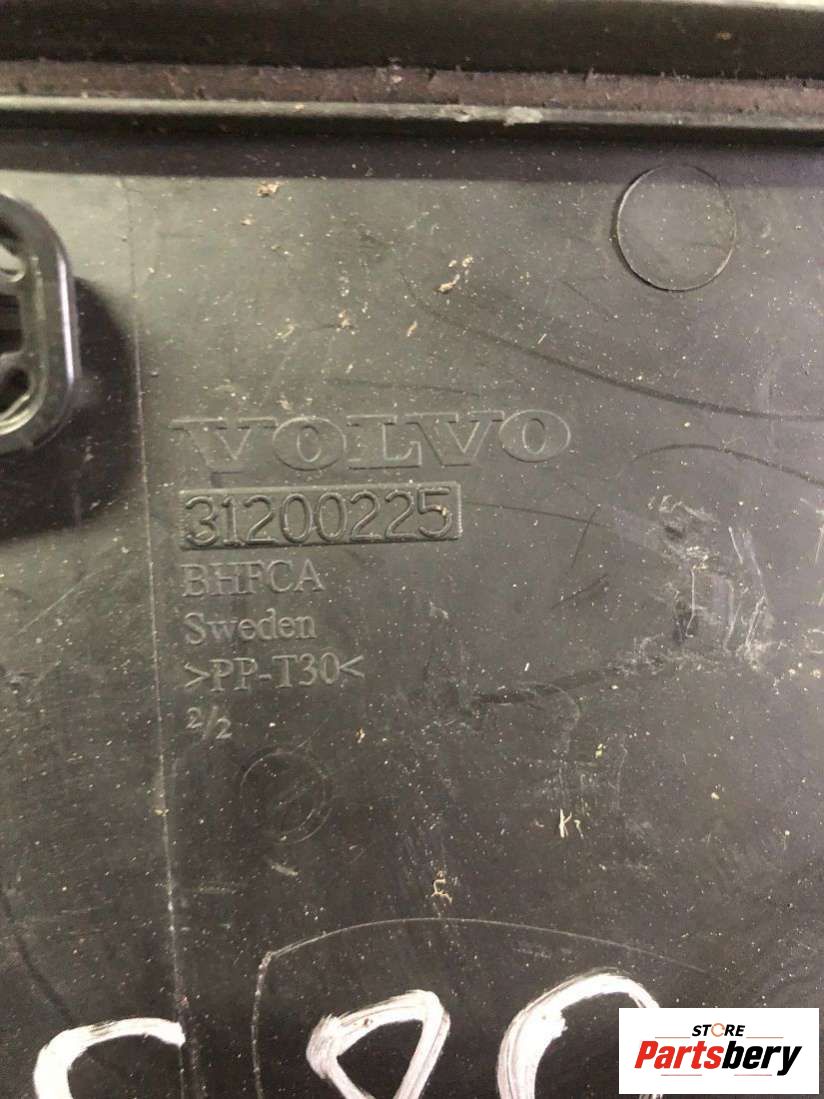 VOLVO
31200225
BHFCA
Sweden
>PP-T30<
2/2
STORE
Partsbery